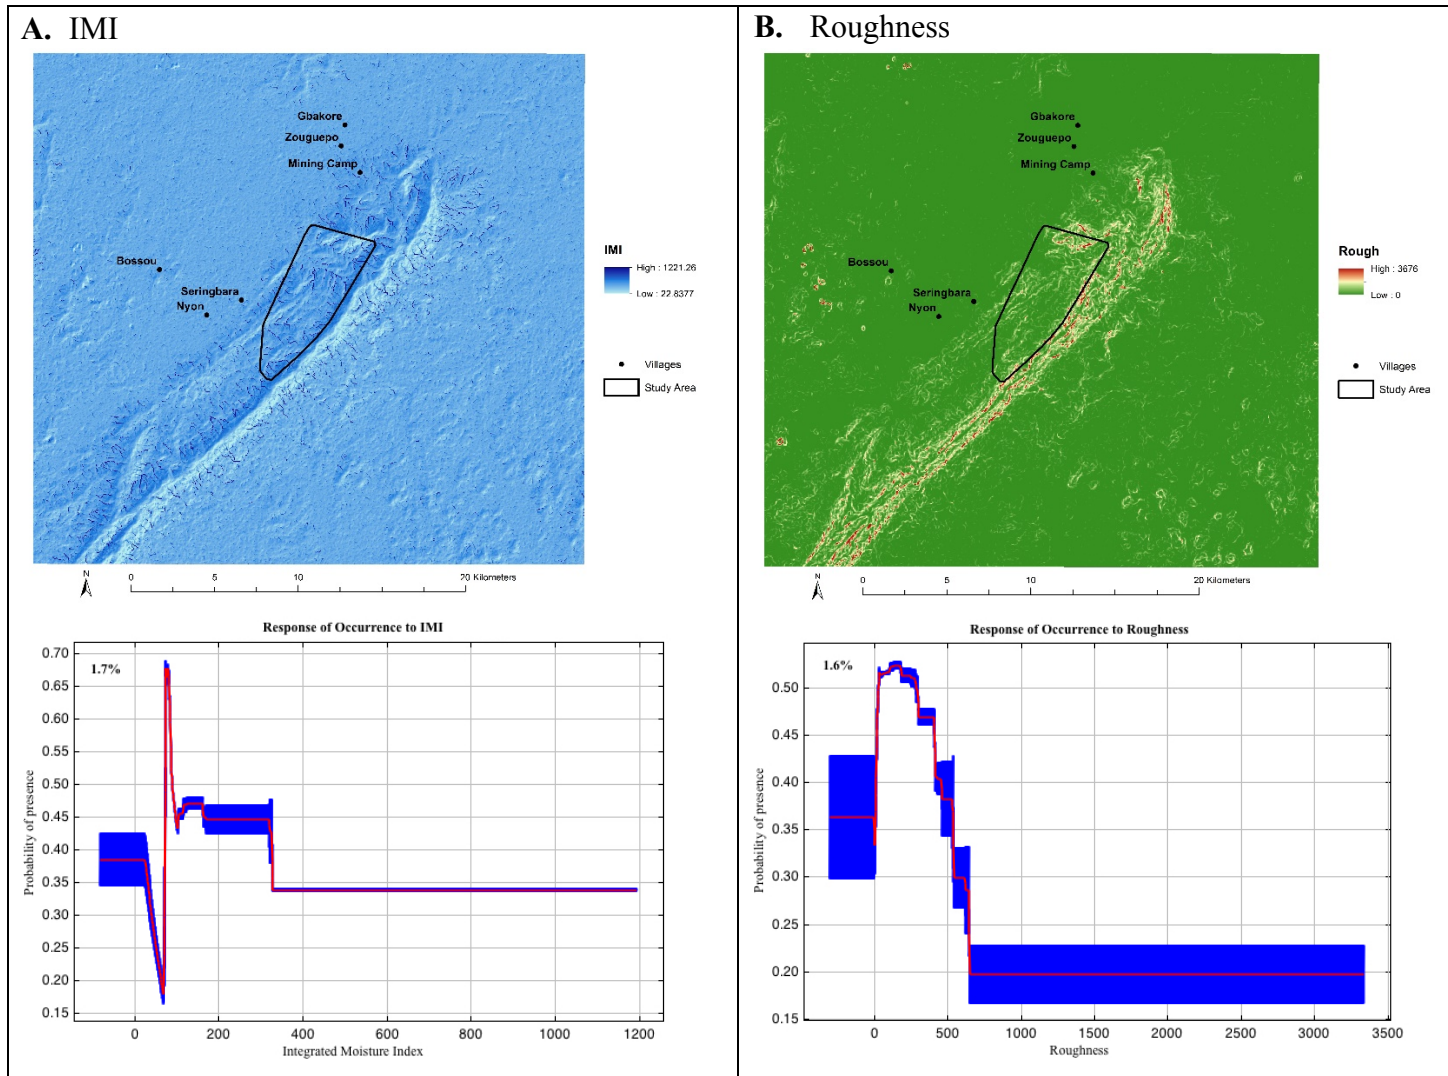 A. IMI
Gbakore
Zouguepo
Mining Camp
Bossou
Seringbara
Nyon
IMI
High : 1221.26
Low : 22.8377
Villages
Study Area
N
0 5 10 20 Kilometers
Response of Occurrence to IMI
1.7%
0.70
0.65
0.60
0.55
0.50
0.45
0.40
0.35
0.30
0.25
0.20
0.15
Probability of presence
0 200 400 600 800 1000 1200
Integrated Moisture Index
B. Roughness
Gbakore
Zouguepo
Mining Camp
Bossou
Seringbara
Nyon
Rough
High : 3676
Low : 0
Villages
Study Area
N
0 5 10 20 Kilometers
Response of Occurrence to Roughness
1.6%
0.50
0.45
0.40
0.35
0.30
0.25
0.20
0.15
Probability of presence
0 500 1000 1500 2000 2500 3000 3500
Roughness